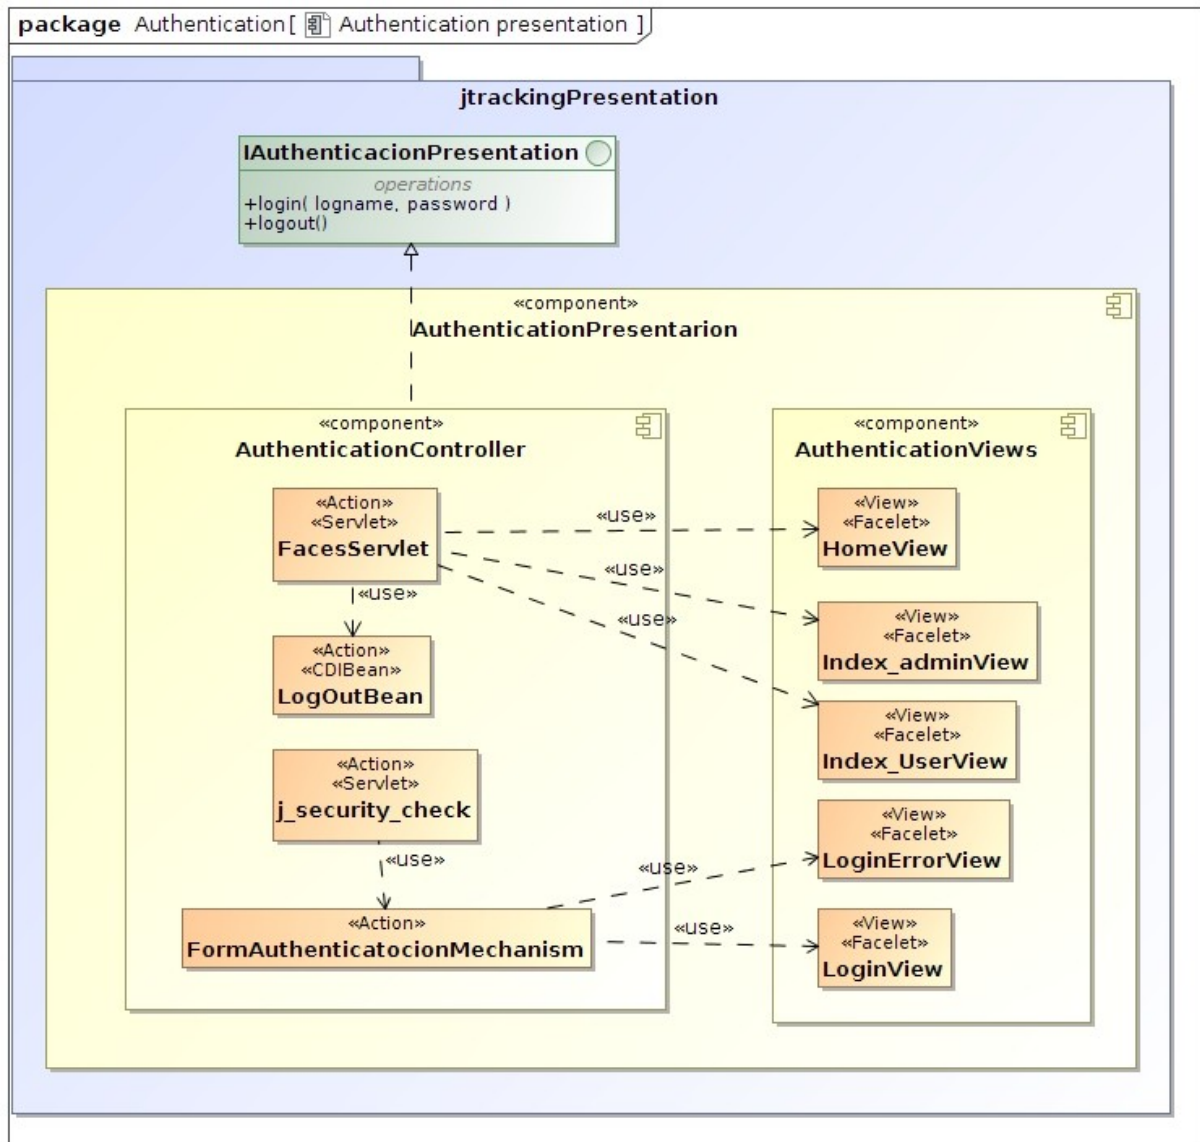 package Authentication[ Authentication presentation ]
jtrackingPresentation
IAuthenticacionPresentation
operations
+login( logname, password )
+logout()
«component»
AuthenticationPresentarion
«component»
AuthenticationController
«Action»
«Servlet»
FacesServlet
«use»
«Action»
«CDIBean»
LogOutBean
«Action»
«Servlet»
j_security_check
«use»
«Action»
FormAuthenticatocionMechanism
«use»
«use»
«use»
«use»
«use»
«component»
AuthenticationViews
«View»
«Facelet»
HomeView
«View»
«Facelet»
Index_adminView
«View»
«Facelet»
Index_UserView
«View»
«Facelet»
LoginErrorView
«View»
«Facelet»
LoginView